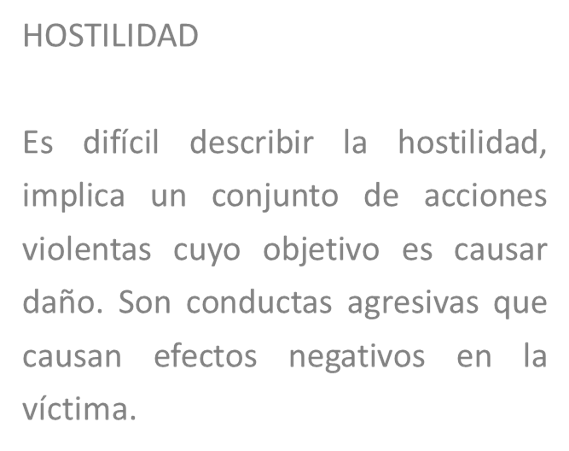 HOSTILIDAD
Es difícil describir la hostilidad,
implica un conjunto de acciones
violentas cuyo objetivo es causar
daño. Son conductas agresivas que
causan efectos negativos en la
víctima.